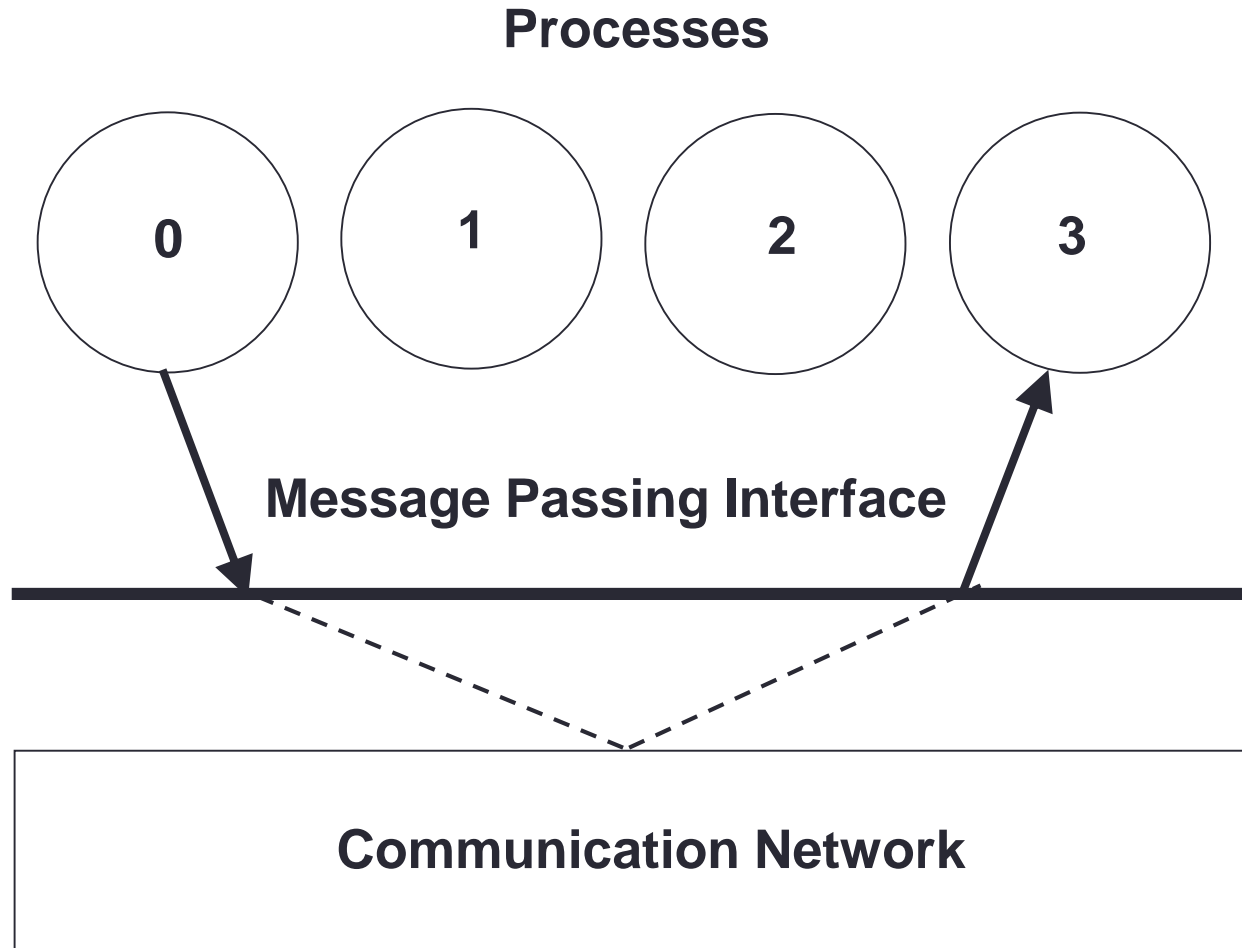 Processes
0 1 2 3
Message Passing Interface
Communication Network